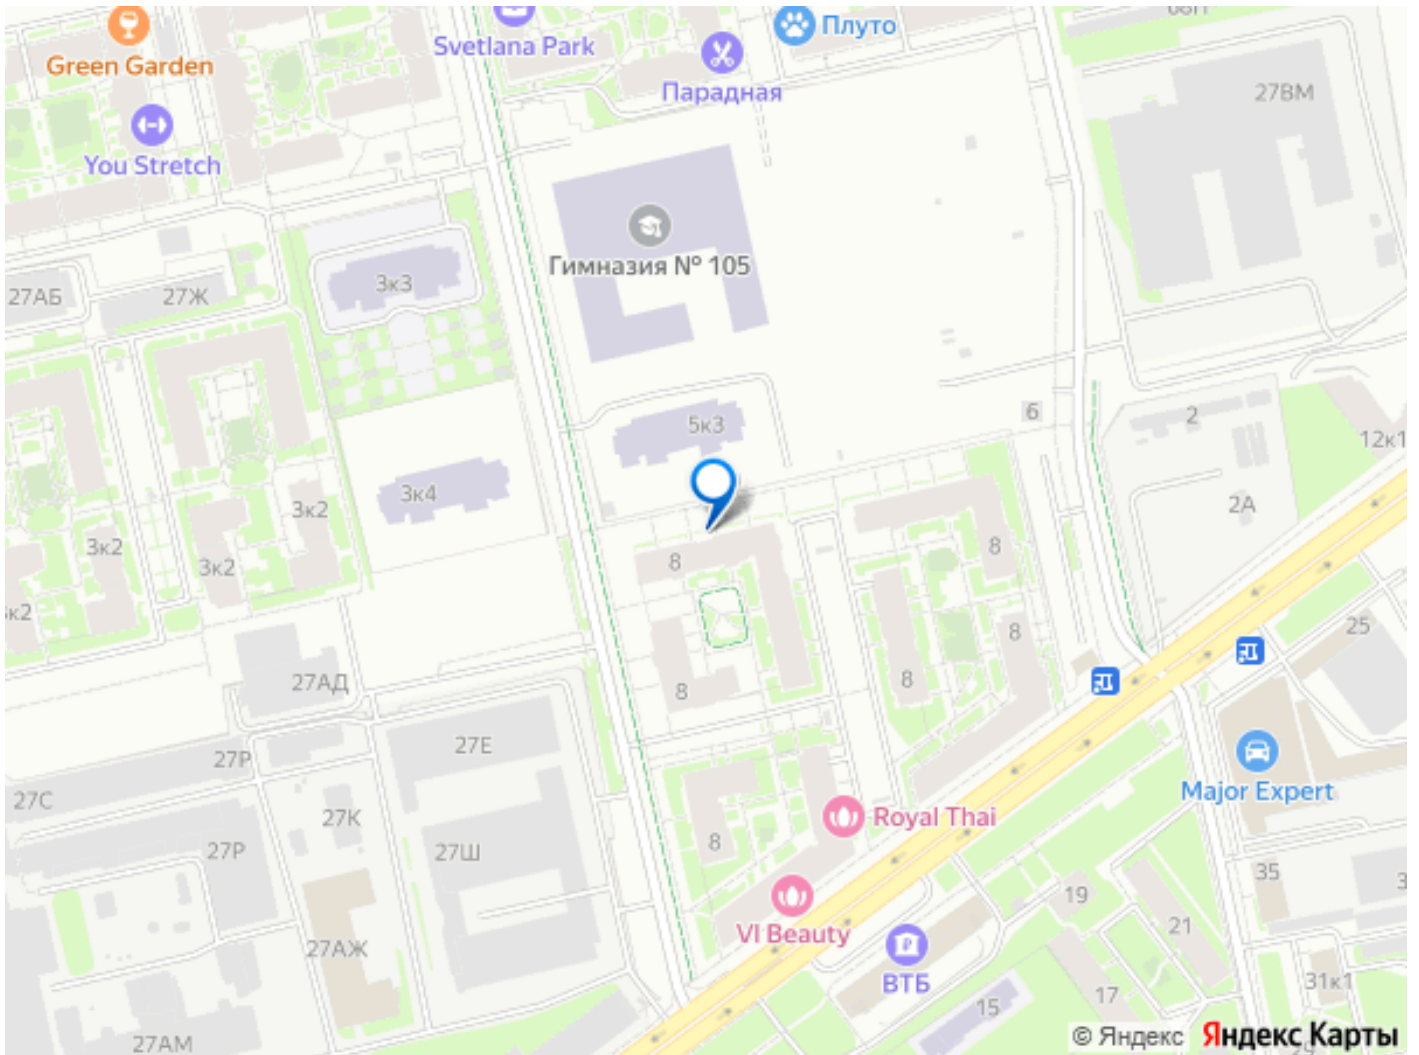 Green Garden
Svetlana Park
Плуто
Парадная
27ВМ
You Stretch
Гимназия № 105
3к3
27АБ
27Ж
5к3
6
2
12к1
3к4
3к2
2А
3к2
3к2
8
8
к2
8
25
27АД
8
8
27Е
27Р
Major Expert
27С
Royal Thai
27К
8
27Р
27Ш
35
3
19
VI Beauty
21
27АЖ
ВТБ
31к1
17
15
27АМ
© Яндекс Яндекс Карты